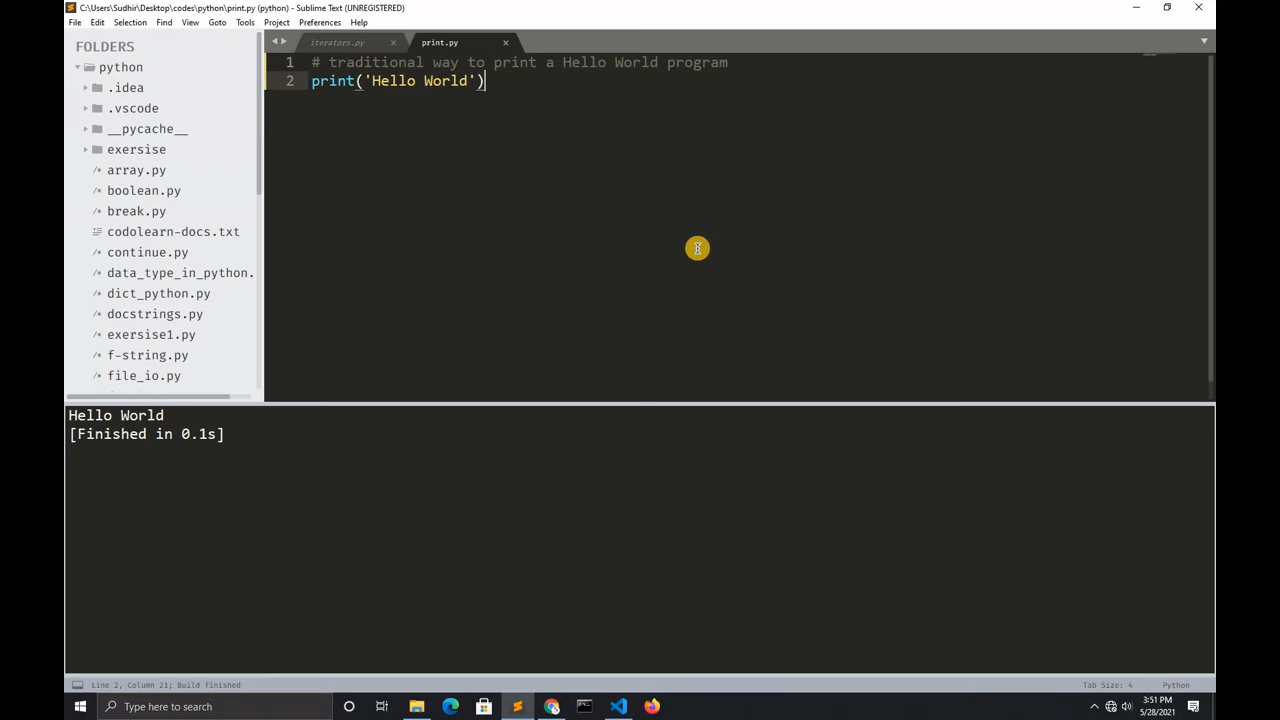 C:\Users\Sudhir\Desktop\codes\python\print.py (python) - Sublime Text (UNREGISTERED)
File Edit Selection Find View Goto Tools Project Preferences Help
FOLDERS
python
.idea
.vscode
__pycache__
exersise
array.py
boolean.py
break.py
codolearn-docs.txt
continue.py
data_type_in_python.
dict_python.py
docstrings.py
exersise1.py
f-string.py
file_io.py
iterators.py print.py
1 # traditional way to print a Hello World program
2 print('Hello World')
Hello World
[Finished in 0.1s]
Line 2, Column 21; Build finished Tab Size: 4 Python
Type here to search
3:51 PM
5/28/2021